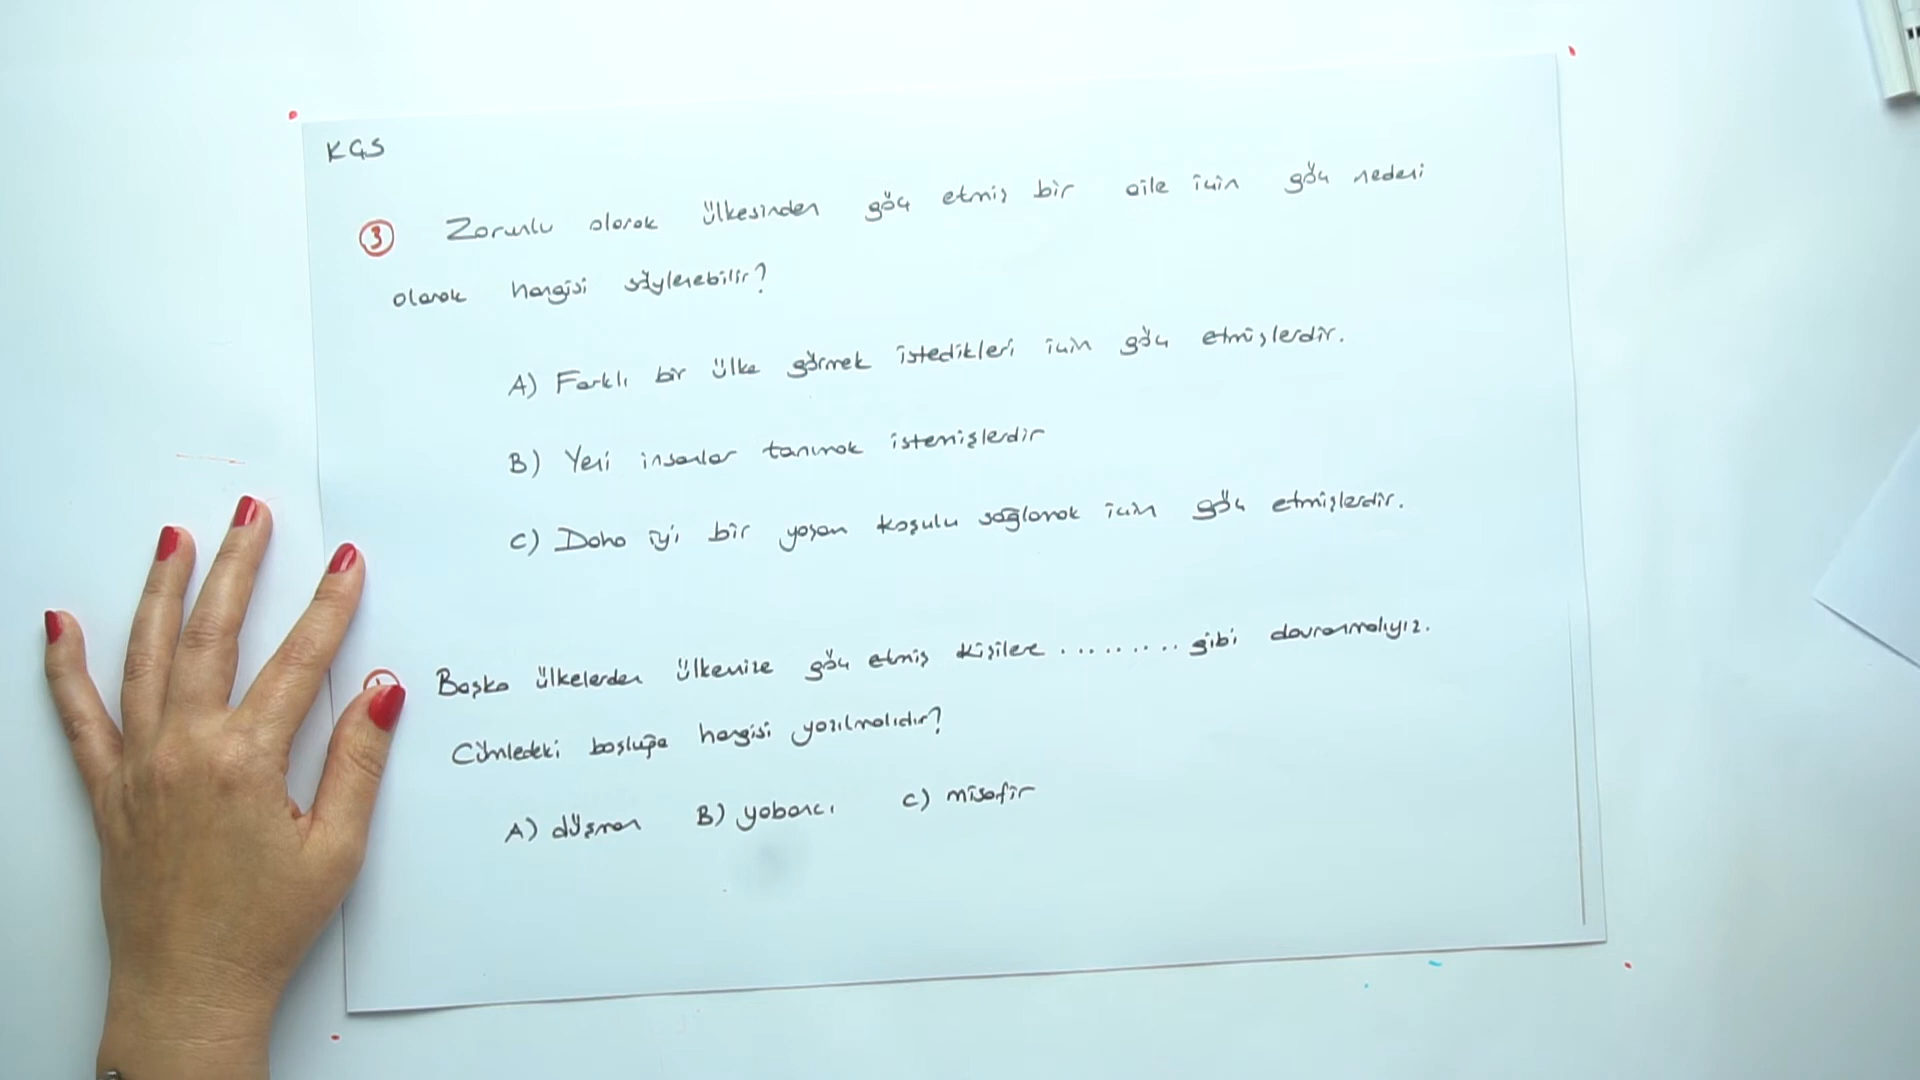 KGS
3 Zorunlu olarak ülkesinden göç etmiş bir aile için göç nedeni
olarak hangisi söylenebilir?
A) Farklı bir ülke görmek istedikleri için göç etmişlerdir.
B) Yeni insanlar tanımak istemişlerdir
C) Daha iyi bir yaşam koşulu sağlamak için göç etmişlerdir.
Başka ülkelerden ülkemize göç etmiş kişilere ......... gibi davranmalıyız.
Cümledeki boşluğa hangisi yazılmalıdır?
A) düşman B) yabancı C) misafir